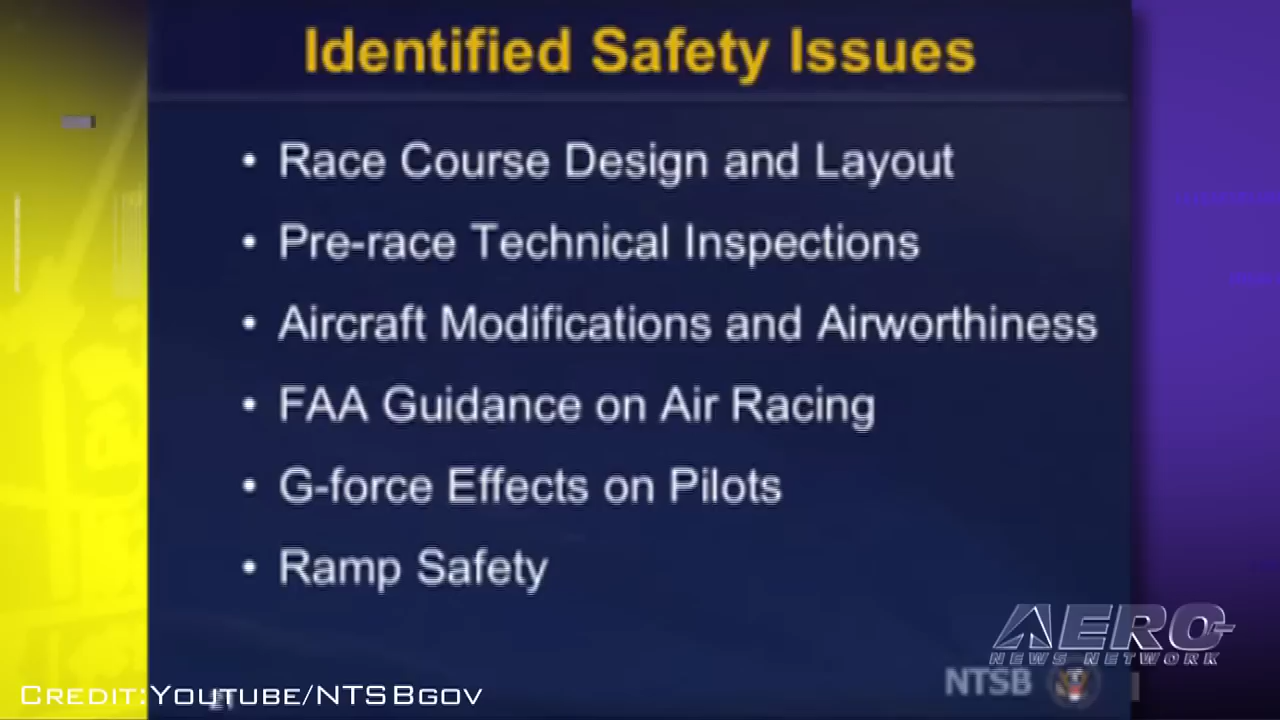 Identified Safety Issues
• Race Course Design and Layout
• Pre-race Technical Inspections
• Aircraft Modifications and Airworthiness
• FAA Guidance on Air Racing
• G-force Effects on Pilots
• Ramp Safety
AERO
NEWS NETWORK
NTSB
Credit:Youtube/NTSBgov